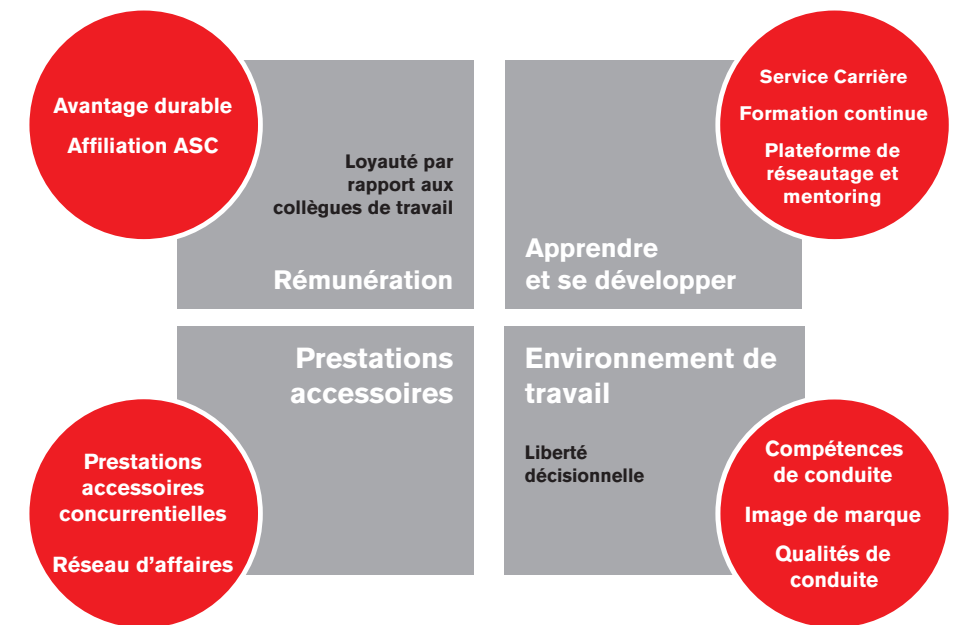 Avantage durable
Affiliation ASC
Loyauté par
rapport aux
collègues de travail
Rémunération
Service Carrière
Formation continue
Plateforme de
réseautage et
mentoring
Apprendre
et se développer
Prestations
accessoires
Prestations
accessoires
concurrentielles
Réseau d’affaires
Environnement de
travail
Liberté
décisionnelle
Compétences
de conduite
Image de marque
Qualités de
conduite